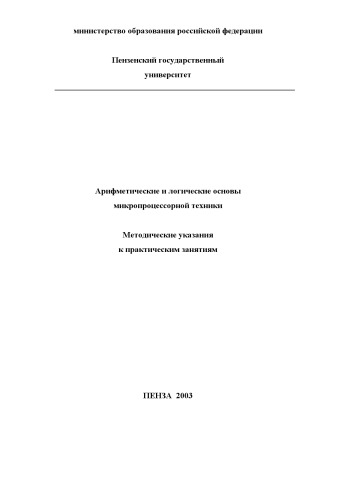 министерство образования российской федерации
Пензенский государственный
университет
Арифметические и логические основы
микропроцессорной техники
Методические указания
к практическим занятиям
ПЕНЗА 2003